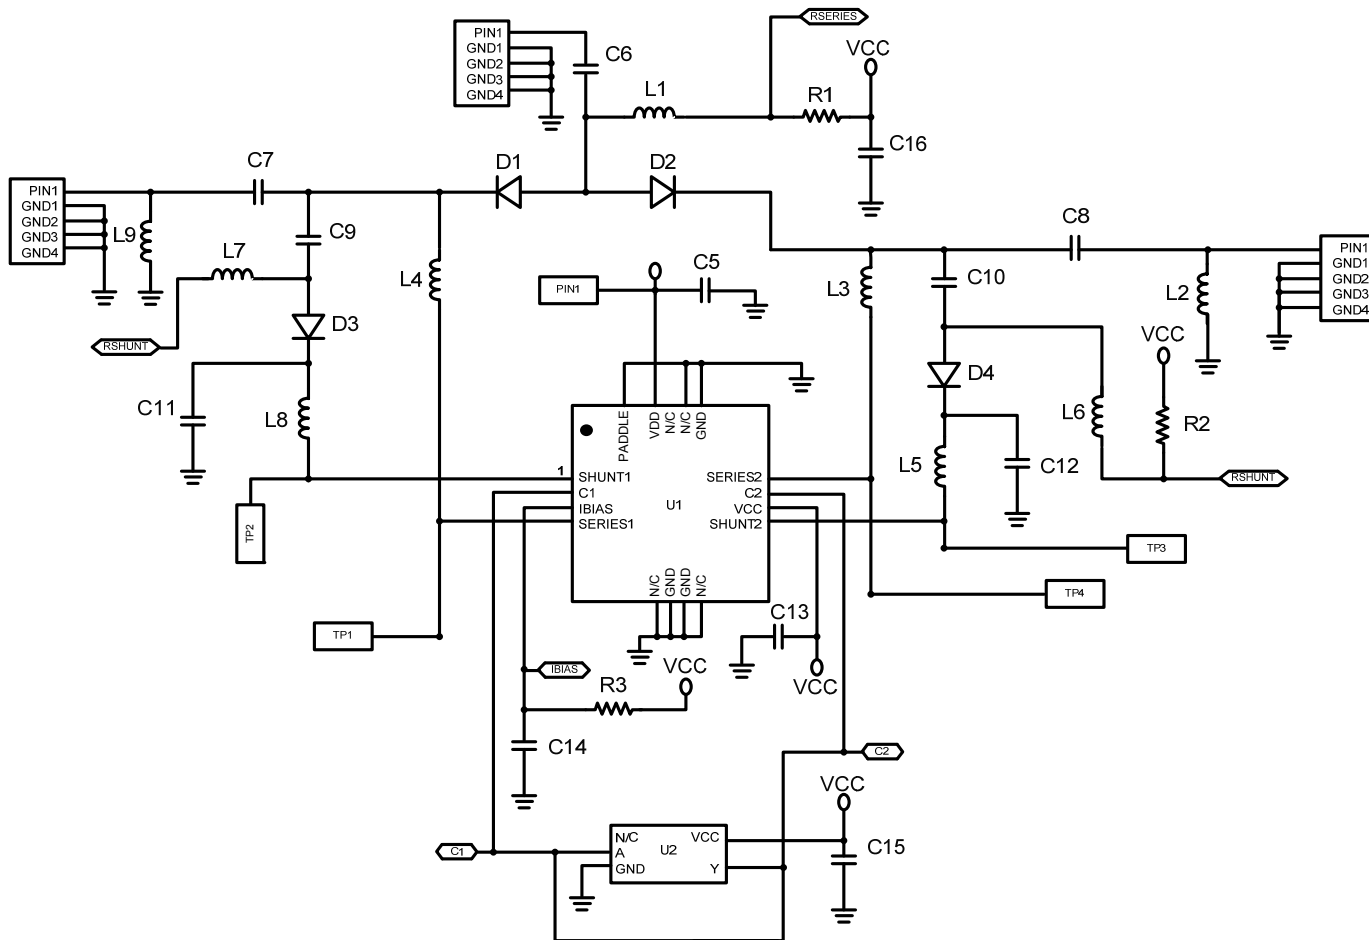 RSERIES
PIN1
GND1
GND2
GND3
GND4
C6
VCC
L1
R1
C16
C7
D1
D2
PIN1
GND1
GND2
GND3
GND4
L9
C9
L7
L4
C8
PIN1
GND1
GND2
GND3
GND4
C5
PIN1
L3
C10
L2
D3
RSHUNT
VCC
D4
C11
L8
L6
R2
PADDLE
VDD
N/C
N/C
GND
L5
C12
1
SHUNT1
C1
IBIAS
SERIES1
U1
SERIES2
C2
VCC
SHUNT2
RSHUNT
TP2
TP3
N/C
GND
GND
N/C
TP4
C13
TP1
IBIAS
VCC
VCC
R3
C14
C2
VCC
N/C
A
GND
U2
VCC
Y
C15
C1